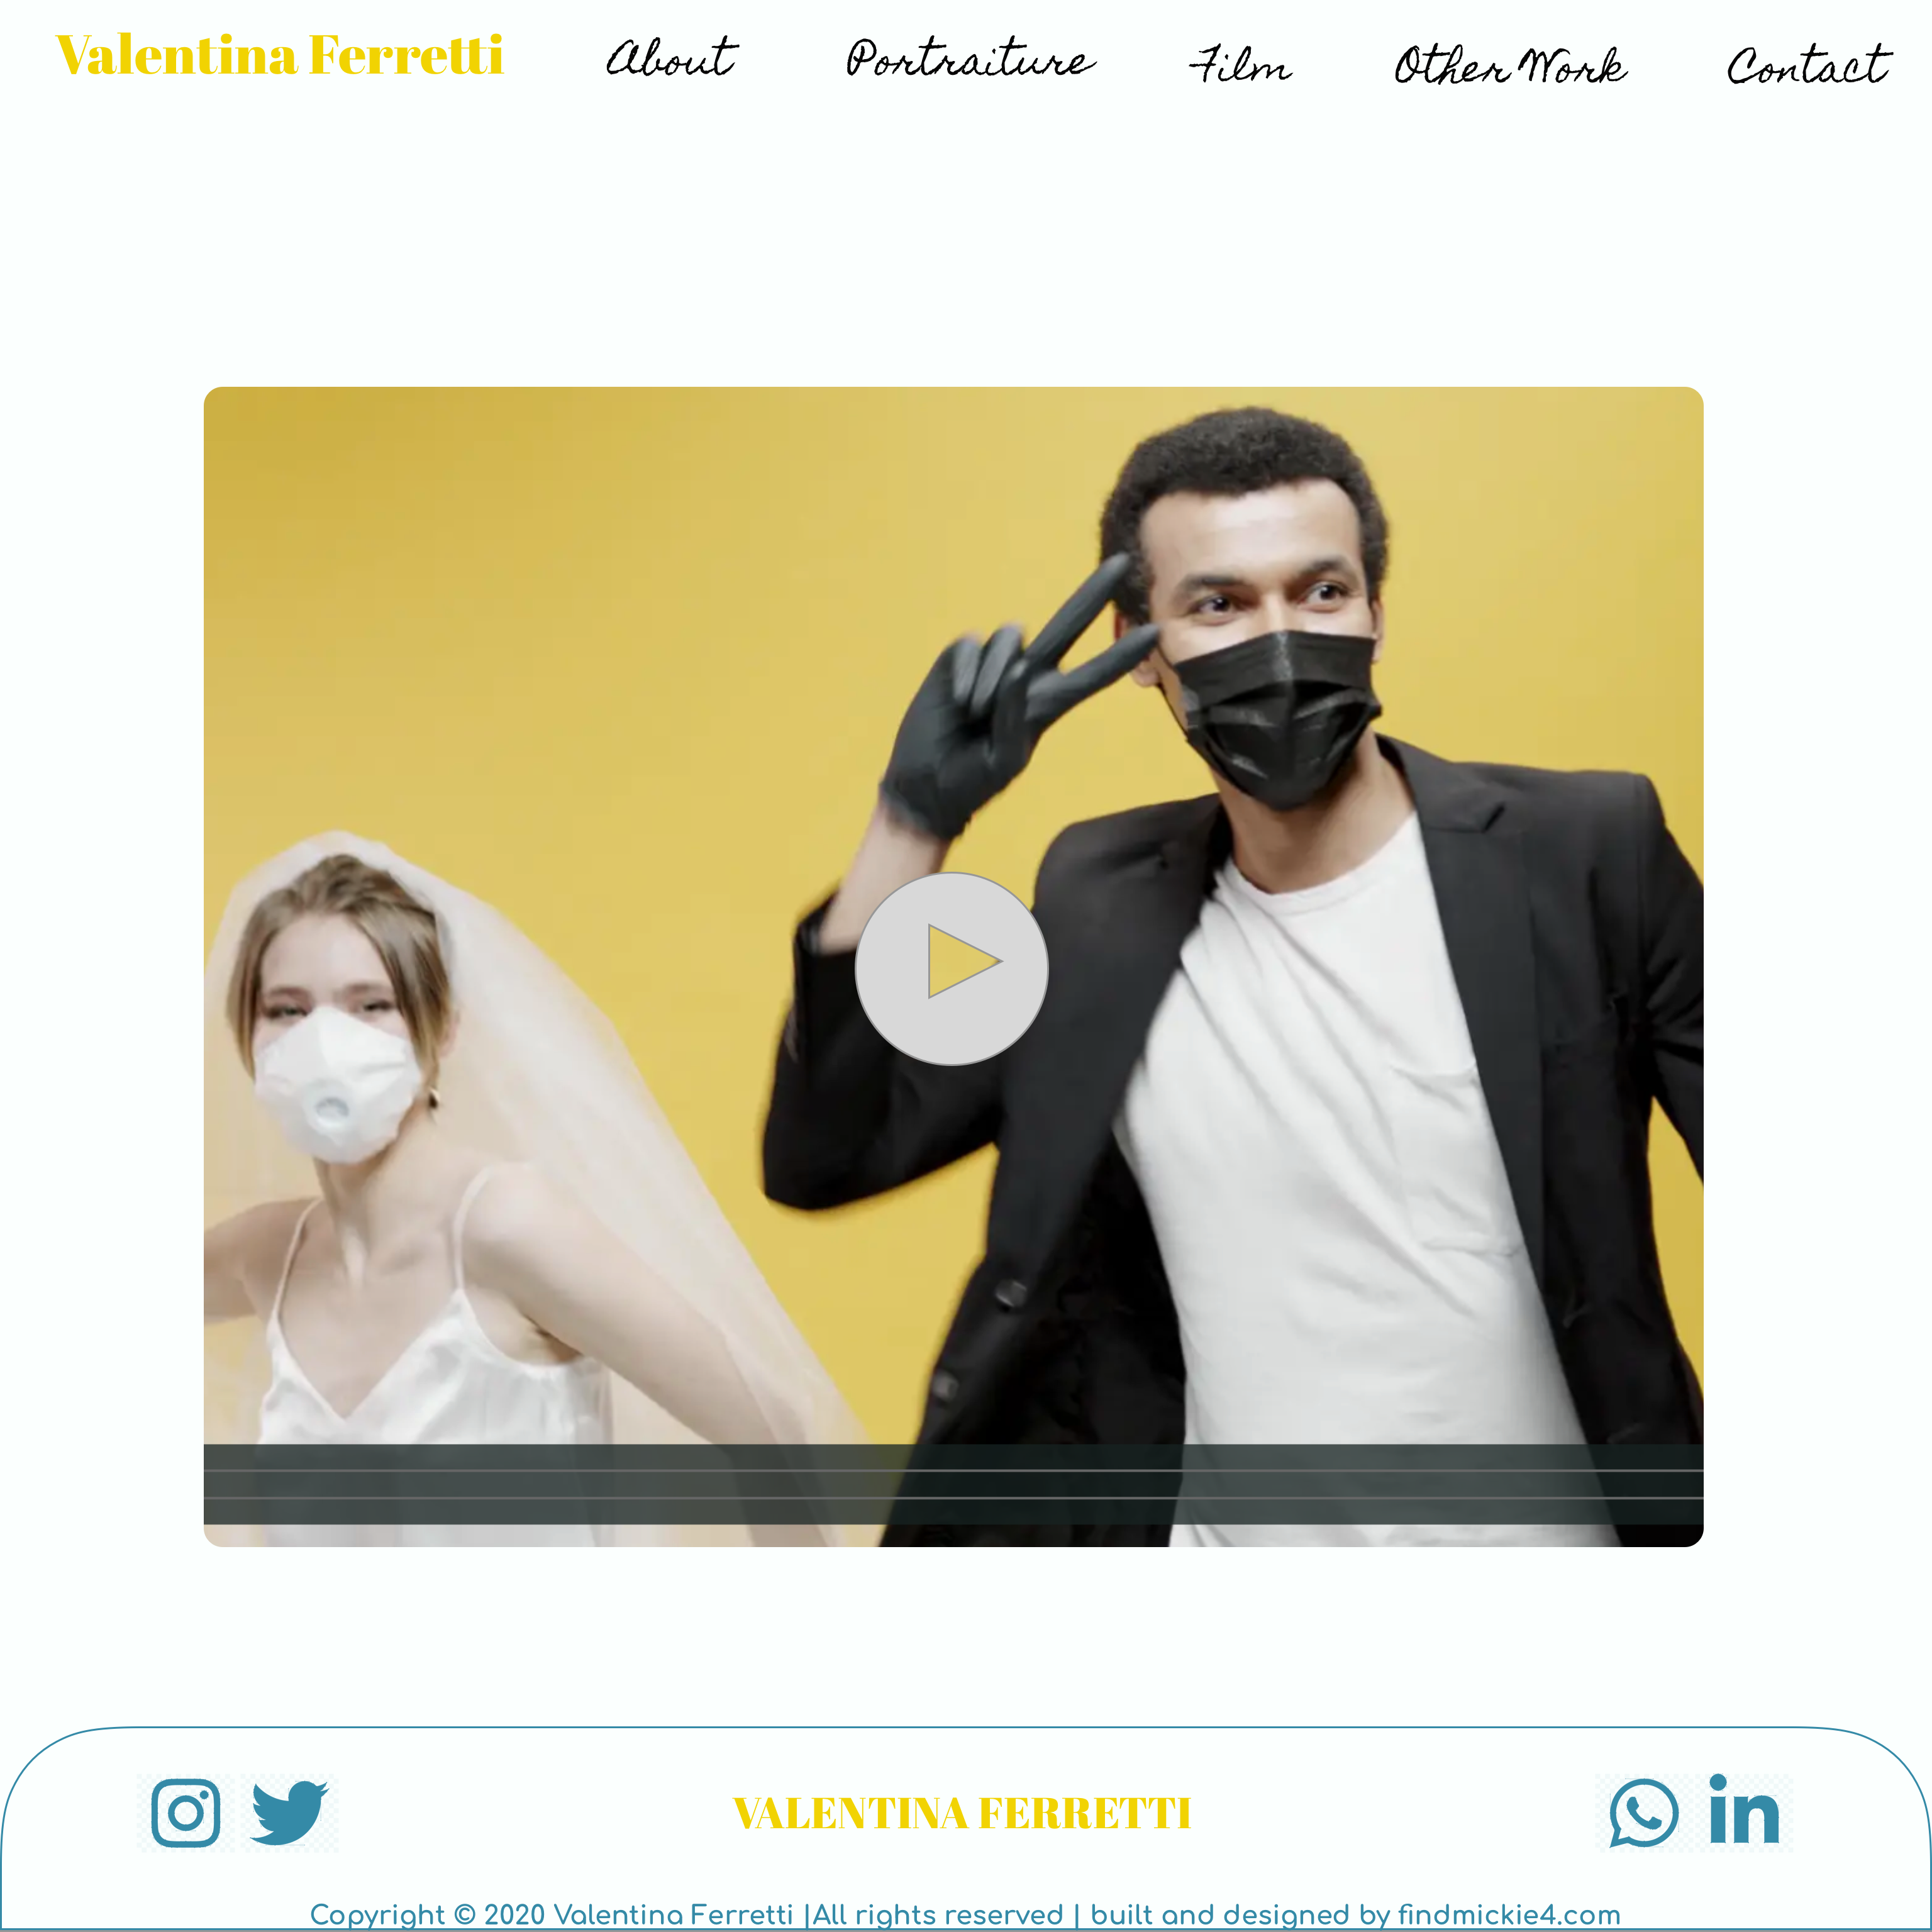 Valentina Ferretti About Portraiture Film Other Work Contact
VALENTINA FERRETTI
Copyright © 2020 Valentina Ferretti |All rights reserved | built and designed by findmickie4.com